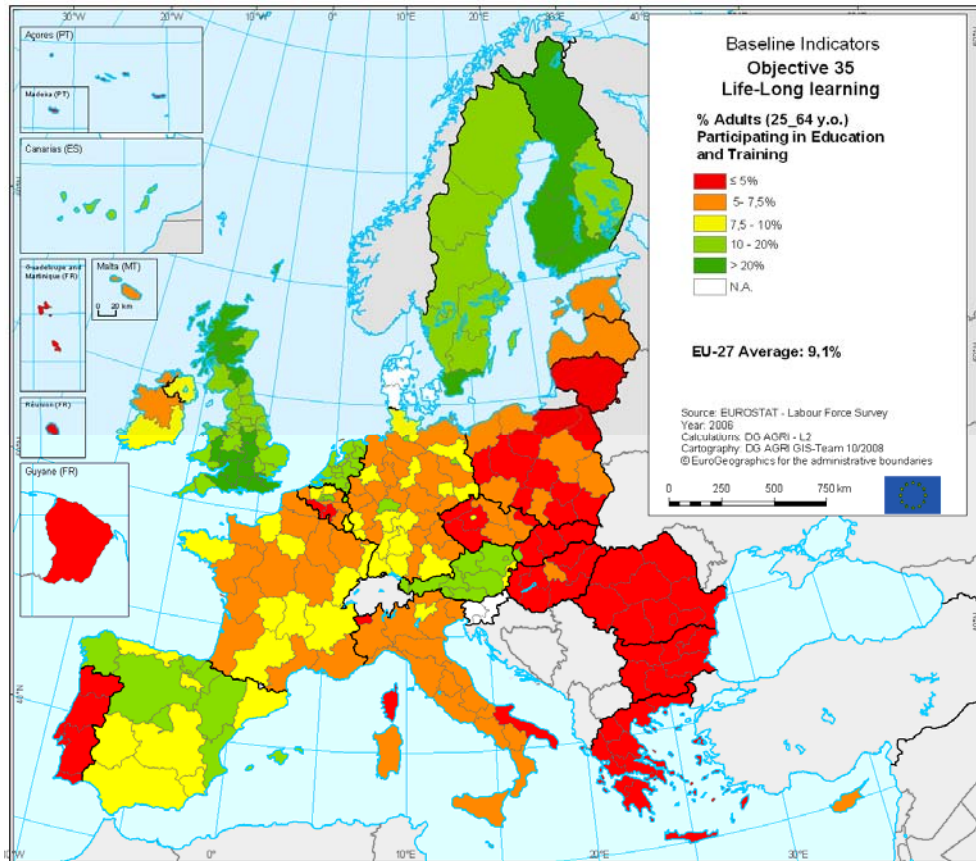 30°W
20°W
10°W
0°
10°E
20°E
30°E
40°E
50°E
60°E
Açores (PT)
Madeira (PT)
Canarias (ES)
Guadeloupe and
Martinique (FR)
Malta (MT)
0 20 km
Réunion (FR)
Guyane (FR)
Baseline Indicators
Objective 35
Life-Long learning
% Adults (25_64 y.o.)
Participating in Education
and Training
≤ 5%
5- 7,5%
7,5 - 10%
10 - 20%
> 20%
N.A.
EU-27 Average: 9,1%
Source: EUROSTAT - Labour Force Survey
Year: 2006
Calculations: DG AGRI - L2
Cartography: DG AGRI GIS-Team 10/2008
© EuroGeographics for the administrative boundaries
0 250 500 750 km
40°N
10°W
0°
10°E
20°E
30°E